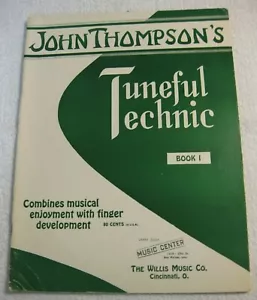 JOHN THOMPSON'S
Tuneful
Technic
BOOK I
Combines musical
enjoyment with finger
development 80 CENTS
MUSIC CENTER
THE WILLIS MUSIC CO.
Cincinnati, O.